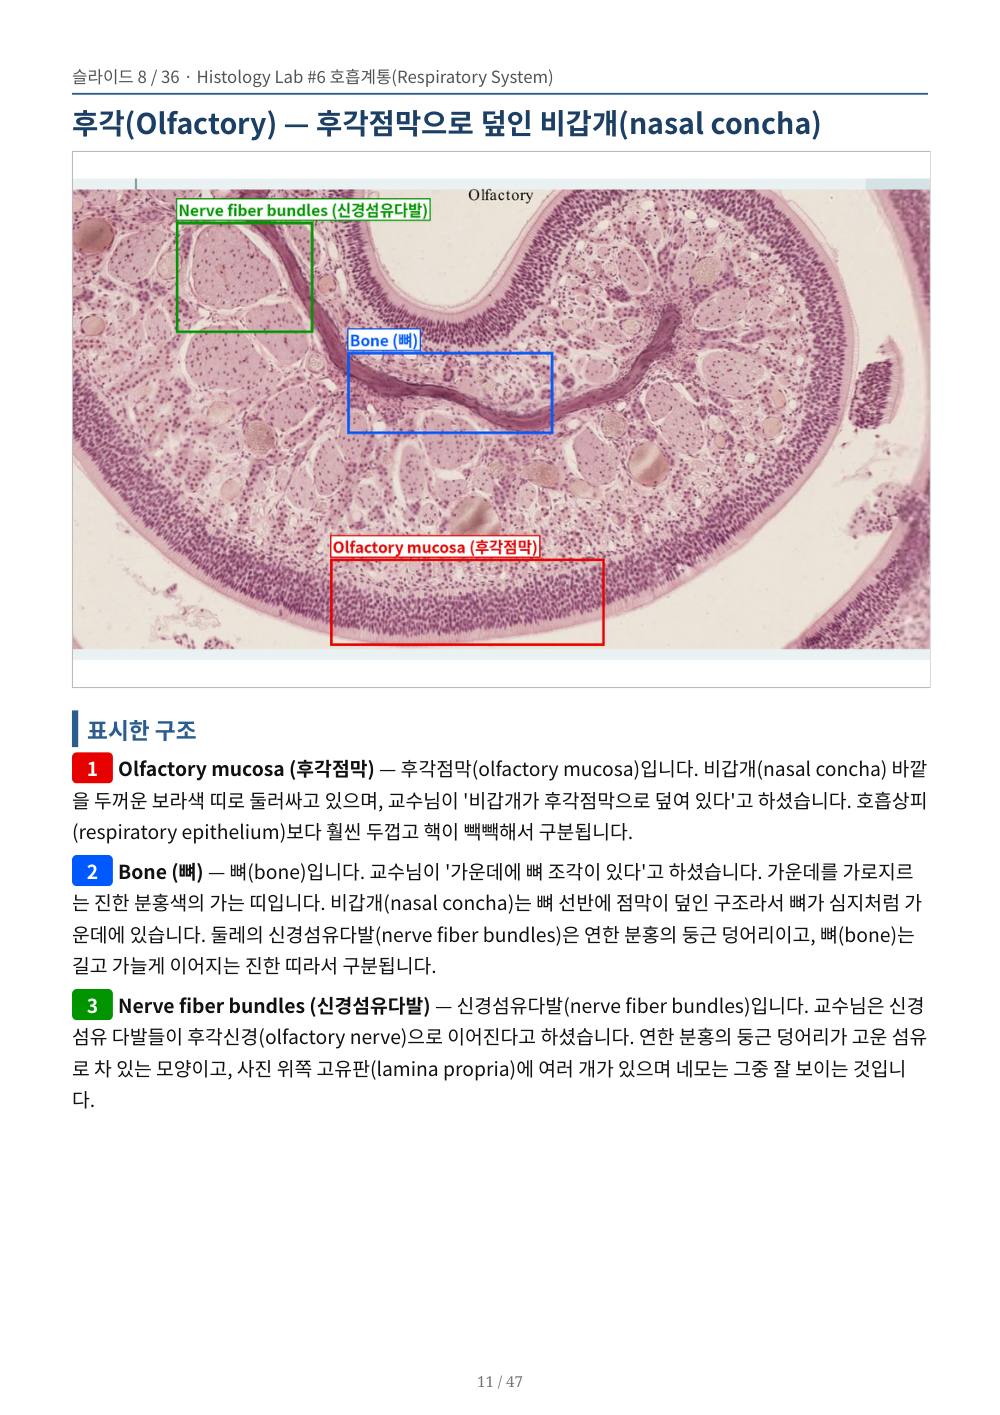 슬라이드 8 / 36 · Histology Lab #6 호흡계통(Respiratory System)
후각(Olfactory) — 후각점막으로 덮인 비갑개(nasal concha)
Olfactory
Nerve fiber bundles (신경섬유다발)
Bone (뼈)
Olfactory mucosa (후각점막)
표시한 구조
1 Olfactory mucosa (후각점막) — 후각점막(olfactory mucosa)입니다. 비갑개(nasal concha) 바깥
을 두꺼운 보라색 띠로 둘러싸고 있으며, 교수님이 '비갑개가 후각점막으로 덮여 있다'고 하셨습니다. 호흡상피
(respiratory epithelium)보다 훨씬 두껍고 핵이 빽빽해서 구분됩니다.
2 Bone (뼈) — 뼈(bone)입니다. 교수님이 '가운데에 뼈 조각이 있다'고 하셨습니다. 가운데를 가로지르
는 진한 분홍색의 가는 띠입니다. 비갑개(nasal concha)는 뼈 선반에 점막이 덮인 구조라서 뼈가 심지처럼 가
운데에 있습니다. 둘레의 신경섬유다발(nerve fiber bundles)은 연한 분홍의 둥근 덩어리이고, 뼈(bone)는
길고 가늘게 이어지는 진한 띠라서 구분됩니다.
3 Nerve fiber bundles (신경섬유다발) — 신경섬유다발(nerve fiber bundles)입니다. 교수님은 신경
섬유 다발들이 후각신경(olfactory nerve)으로 이어진다고 하셨습니다. 연한 분홍의 둥근 덩어리가 고운 섬유
로 차 있는 모양이고, 사진 위쪽 고유판(lamina propria)에 여러 개가 있으며 네모는 그중 잘 보이는 것입니
다.
11 / 47